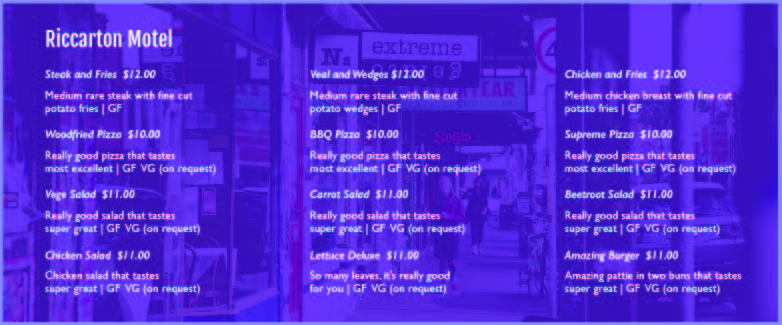 Riccarton Motel
Steak and Fries $12.00
Medium rare steak with fine cut
potato fries | GF
Woodfried Pizza $10.00
Really good pizza that tastes
most excellent | GF VG (on request)
Vege Salad $11.00
Really good salad that tastes
super great | GF VG (on request)
Chicken Salad $11.00
Chicken salad that tastes
super great | GF VG (on request)
Veal and Wedges $12.00
Medium rare steak with fine cut
potato wedges | GF
BBQ Pizza $10.00
Really good pizza that tastes
most excellent | GF VG (on request)
Carrot Salad $11.00
Really good salad that tastes
super great | GF VG (on request)
Lettuce Deluxe $11.00
So many leaves, it's really good
for you | GF VG (on request)
Chicken and Fries $12.00
Medium chicken breast with fine cut
potato fries | GF
Supreme Pizza $10.00
Really good pizza that tastes
most excellent | GF VG (on request)
Beetroot Salad $11.00
Really good salad that tastes
super great | GF VG (on request)
Amazing Burger $11.00
Amazing pattie in two buns that tastes
super great | GF VG (on request)
extreme